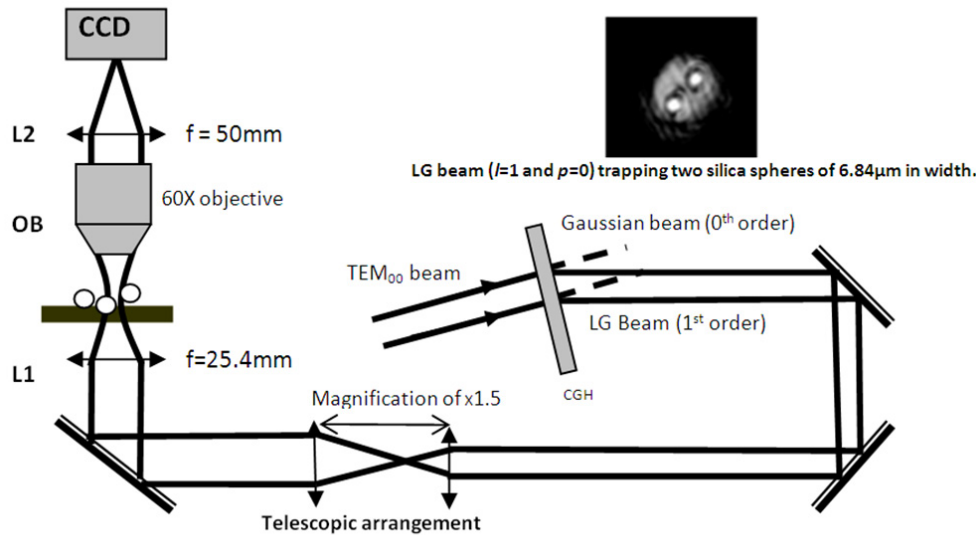 CCD
L2
f = 50mm
LG beam (l=1 and p=0) trapping two silica spheres of 6.84µm in width.
60X objective
OB
Gaussian beam (0th order)
TEM00 beam
LG Beam (1st order)
L1
f=25.4mm
CGH
Magnification of x1.5
Telescopic arrangement